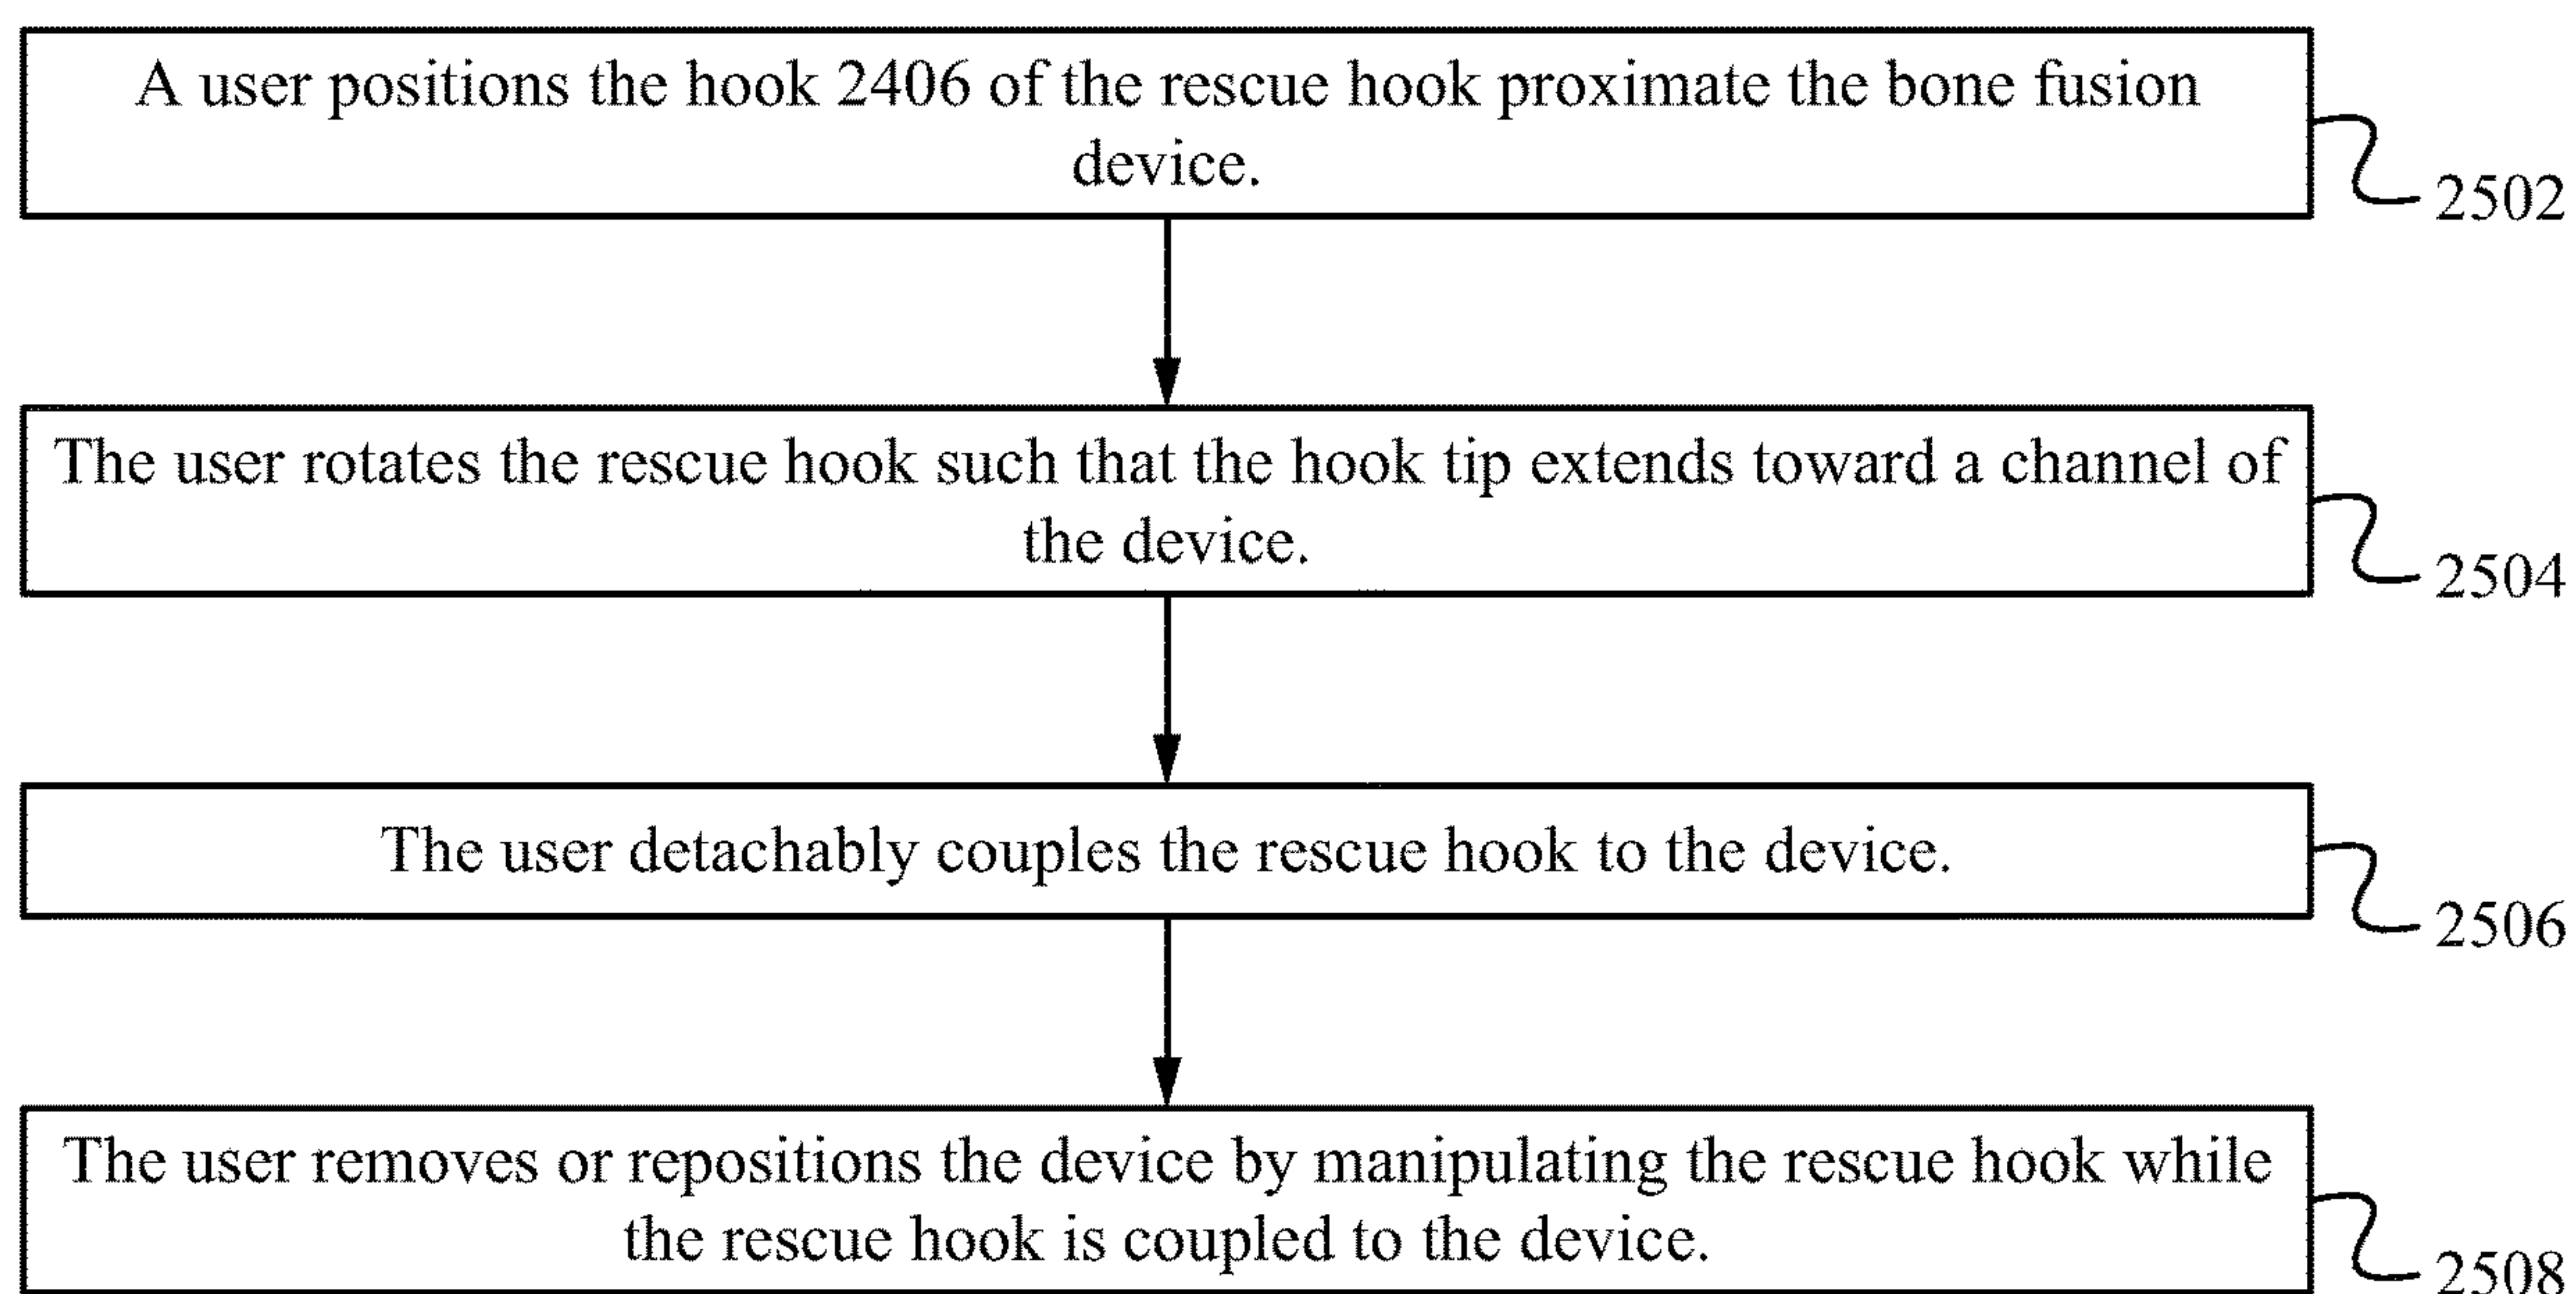 A user positions the hook 2406 of the rescue hook proximate the bone fusion
device.
2502
The user rotates the rescue hook such that the hook tip extends toward a channel of
the device.
2504
The user detachably couples the rescue hook to the device.
2506
The user removes or repositions the device by manipulating the rescue hook while
the rescue hook is coupled to the device.
2508